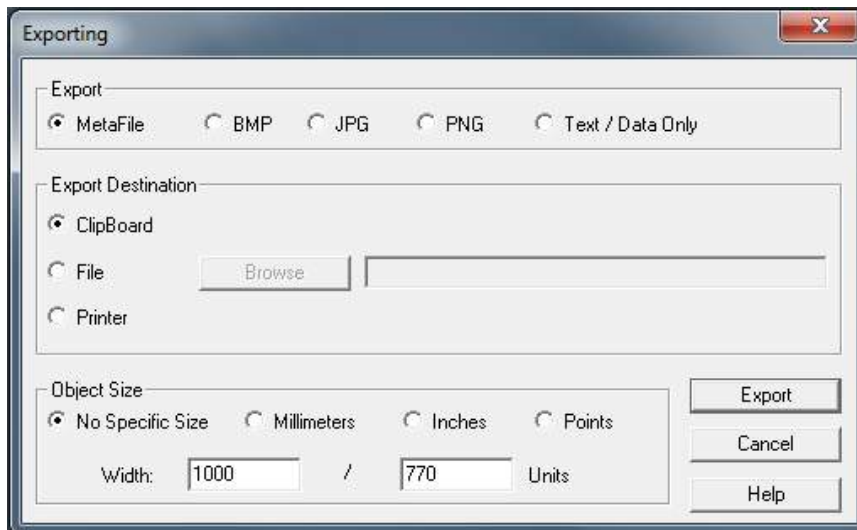 Exporting
X
Export
MetaFile BMP JPG PNG Text / Data Only
Export Destination
ClipBoard
File Browse
Printer
Object Size
No Specific Size Millimeters Inches Points
Width: 1000 / 770 Units
Export
Cancel
Help